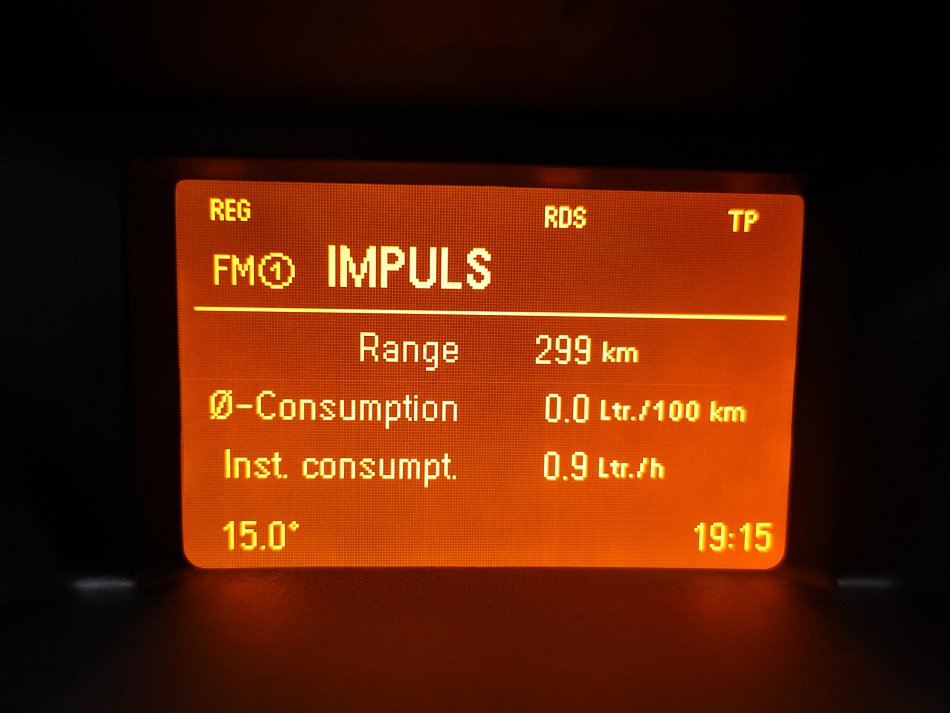 REG RDS TP
FM① IMPULS
Range 299 km
Ø-Consumption 0.0 Ltr./100 km
Inst. consumpt. 0.9 Ltr./h
15.0° 19:15